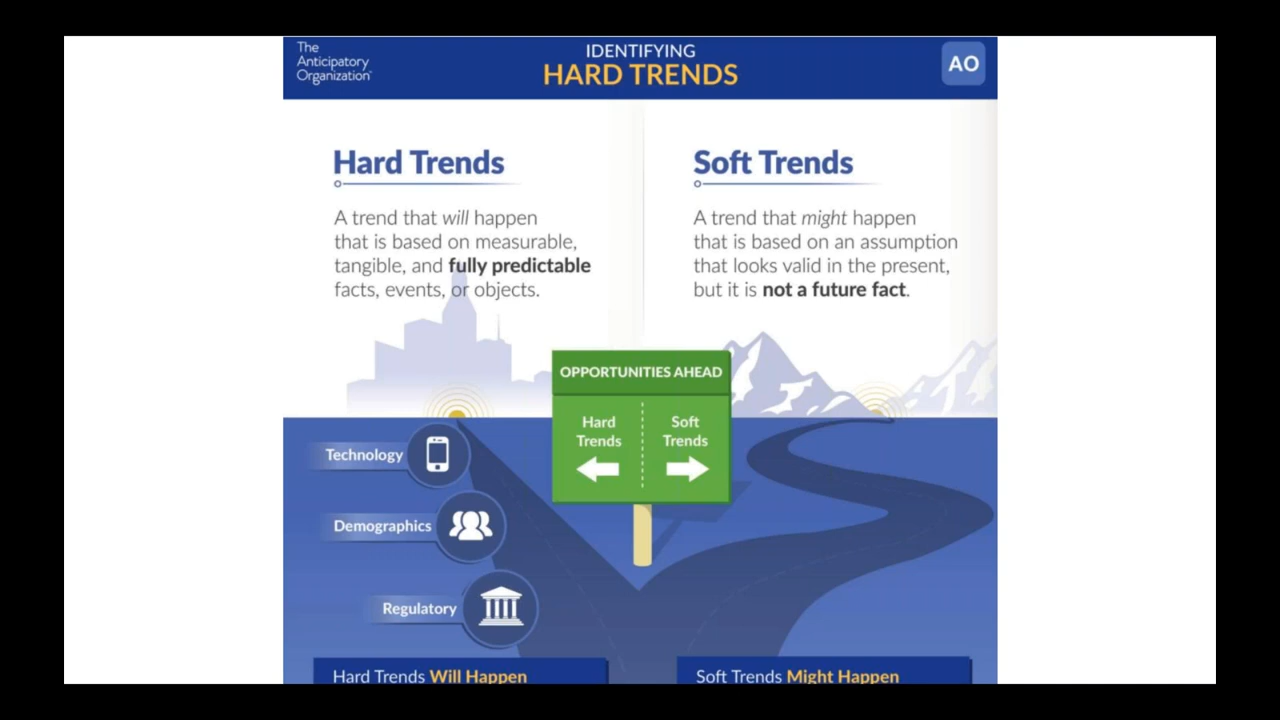 The
Anticipatory
Organization
IDENTIFYING
HARD TRENDS
AO
Hard Trends
A trend that will happen
that is based on measurable,
tangible, and fully predictable
facts, events, or objects.
Soft Trends
A trend that might happen
that is based on an assumption
that looks valid in the present,
but it is not a future fact.
OPPORTUNITIES AHEAD
Hard
Trends
Soft
Trends
Technology
Demographics
Regulatory
Hard Trends Will Happen
Soft Trends Might Happen